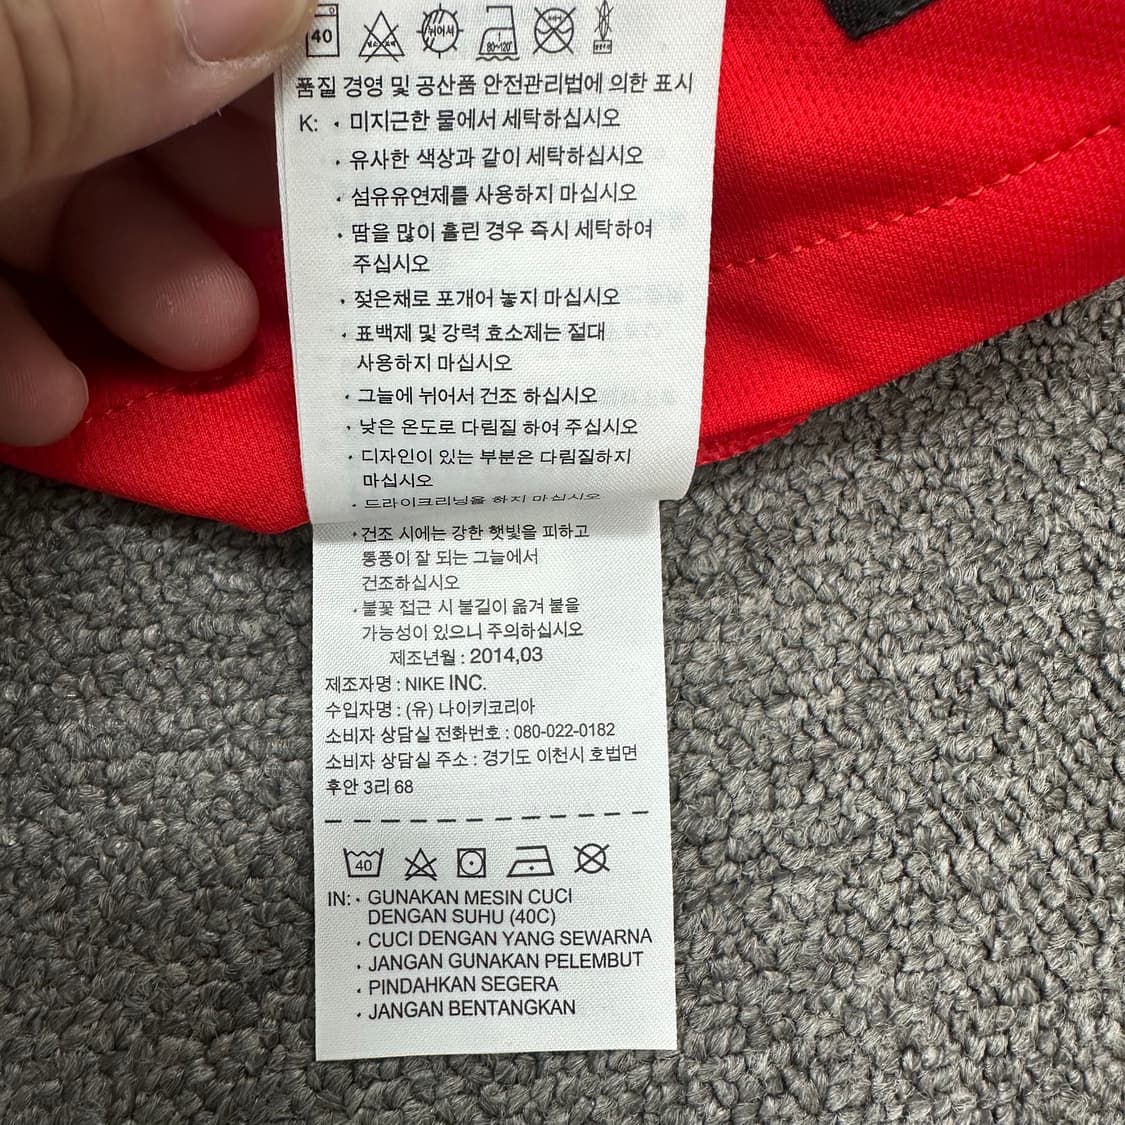 40
80~120°
품질 경영 및 공산품 안전관리법에 의한 표시
K: · 미지근한 물에서 세탁하십시오
· 유사한 색상과 같이 세탁하십시오
· 섬유유연제를 사용하지 마십시오
· 땀을 많이 흘린 경우 즉시 세탁하여
주십시오
· 젖은채로 포개어 놓지 마십시오
· 표백제 및 강력 효소제는 절대
사용하지 마십시오
· 그늘에 뉘어서 건조 하십시오
· 낮은 온도로 다림질 하여 주십시오
· 디자인이 있는 부분은 다림질하지
마십시오
· 드라이크리닝을 하지 마십시오
· 건조 시에는 강한 햇빛을 피하고
통풍이 잘 되는 그늘에서
건조하십시오
· 불꽃 접근 시 불길이 옮겨 붙을
가능성이 있으니 주의하십시오
제조년월 : 2014,03
제조자명 : NIKE INC.
수입자명 : (유) 나이키코리아
소비자 상담실 전화번호 : 080-022-0182
소비자 상담실 주소 : 경기도 이천시 호법면
후안 3리 68
40
IN: · GUNAKAN MESIN CUCI
DENGAN SUHU (40C)
· CUCI DENGAN YANG SEWARNA
· JANGAN GUNAKAN PELEMBUT
· PINDAHKAN SEGERA
· JANGAN BENTANGKAN